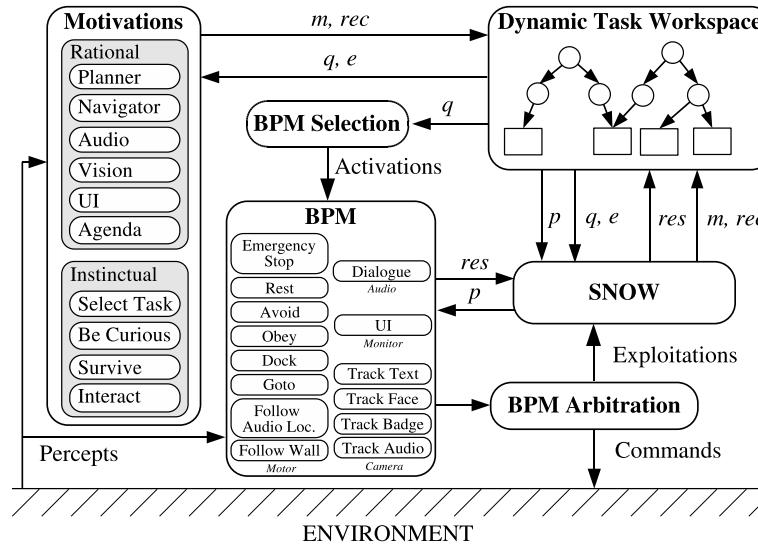 Motivations
Rational
Planner
Navigator
Audio
Vision
UI
Agenda
Instinctual
Select Task
Be Curious
Survive
Interact
m, rec
q, e
Dynamic Task Workspace
BPM Selection
q
Activations
BPM
Emergency
Stop
Rest
Avoid
Obey
Dock
Goto
Follow
Audio Loc.
Follow Wall
Motor
Dialogue
Audio
UI
Monitor
Track Text
Track Face
Track Badge
Track Audio
Camera
res
p
p
q, e
res
m, rec
SNOW
Exploitations
BPM Arbitration
Commands
Percepts
ENVIRONMENT